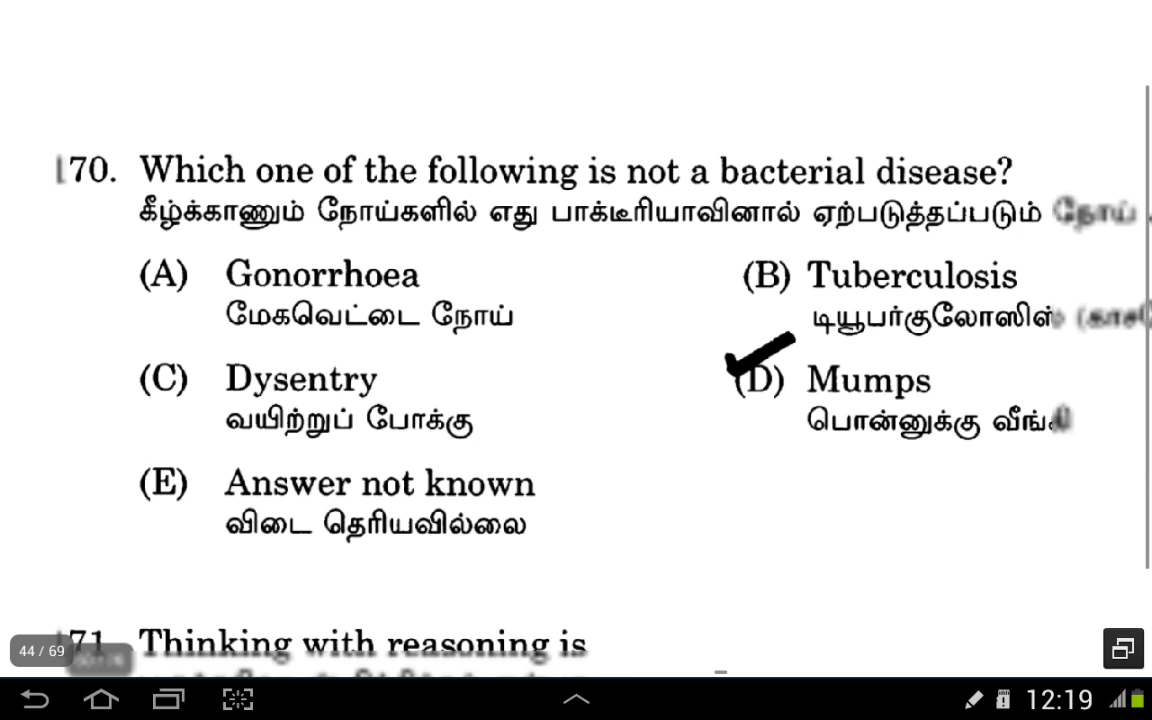 170. Which one of the following is not a bacterial disease?
கீழ்க்காணும் நோய்களில் எது பாக்டீரியாவினால் ஏற்படுத்தப்படும் நோய்
(A) Gonorrhoea
மேகவெட்டை நோய்
(B) Tuberculosis
டியூபர்குலோஸிஸ்
(C) Dysentry
வயிற்றுப் போக்கு
(D) Mumps
பொன்னுக்கு
(E) Answer not known
விடை தெரியவில்லை
171. Thinking with reasoning is
44 / 69
12:19